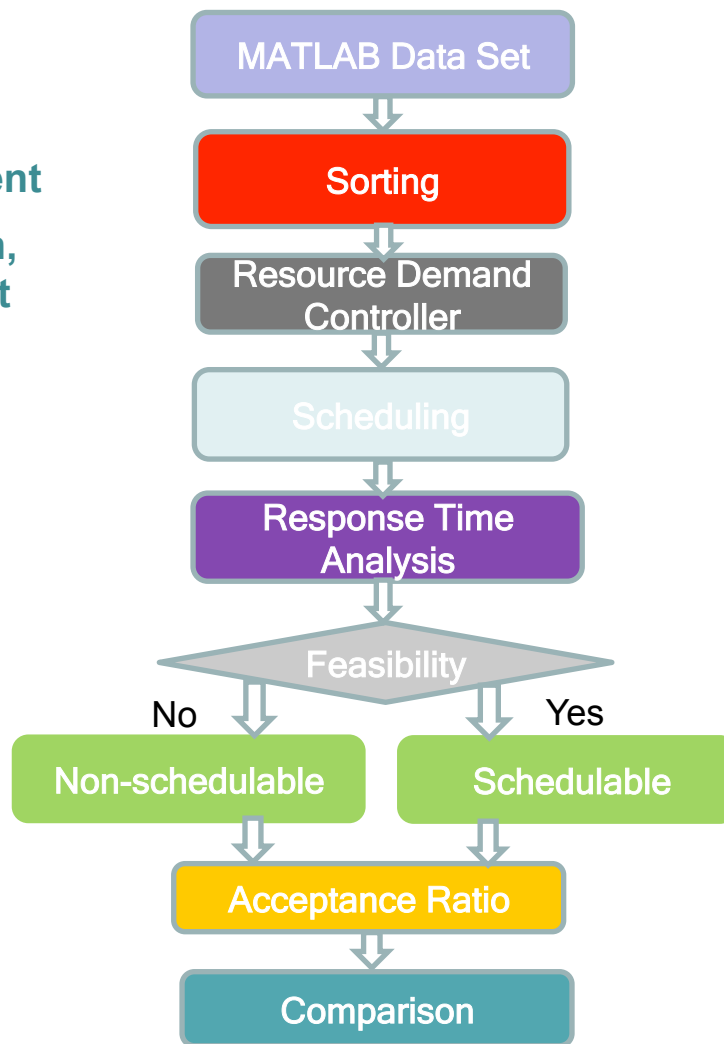 MATLAB Data Set
Sorting
Resource Demand
Controller
Scheduling
Response Time
Analysis
Feasibility
No
Yes
Non-schedulable
Schedulable
Acceptance Ratio
Comparison